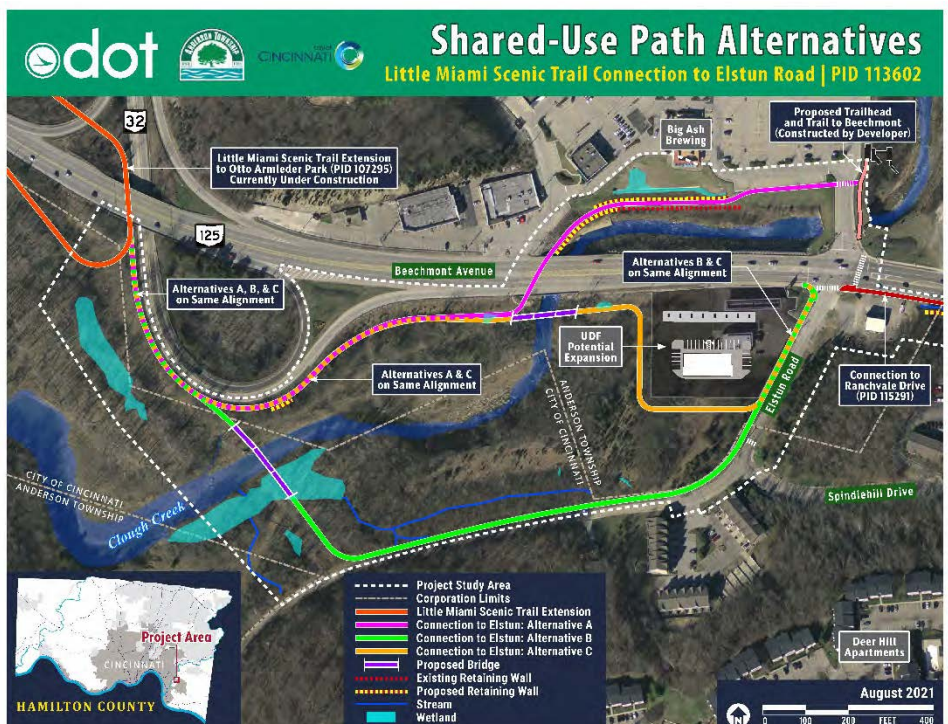 odot
ANDERSON TOWNSHIP
city of
CINCINNATI
Shared-Use Path Alternatives
Little Miami Scenic Trail Connection to Elstun Road | PID 113602
32
Little Miami Scenic Trail Extension
to Otto Armleder Park (PID 107295)
Currently Under Construction
Big Ash
Brewing
Proposed Trailhead
and Trail to Beechmont
(Constructed by Developer)
125
Beechmont Avenue
Alternatives B & C
on Same Alignment
Alternatives A, B, & C
on Same Alignment
UDF
Potential
Expansion
Alternatives A & C
on Same Alignment
Elstun Road
Connection to
Ranchvale Drive
(PID 115291)
ANDERSON TOWNSHIP
CITY OF CINCINNATI
CITY OF CINCINNATI
ANDERSON TOWNSHIP
Spindlehill Drive
Clough Creek
Project Area
CINCINNATI
HAMILTON COUNTY
Project Study Area
Corporation Limits
Little Miami Scenic Trail Extension
Connection to Elstun: Alternative A
Connection to Elstun: Alternative B
Connection to Elstun: Alternative C
Proposed Bridge
Existing Retaining Wall
Proposed Retaining Wall
Stream
Wetland
Deer Hill
Apartments
August 2021
N
0 100 200 FEET 400